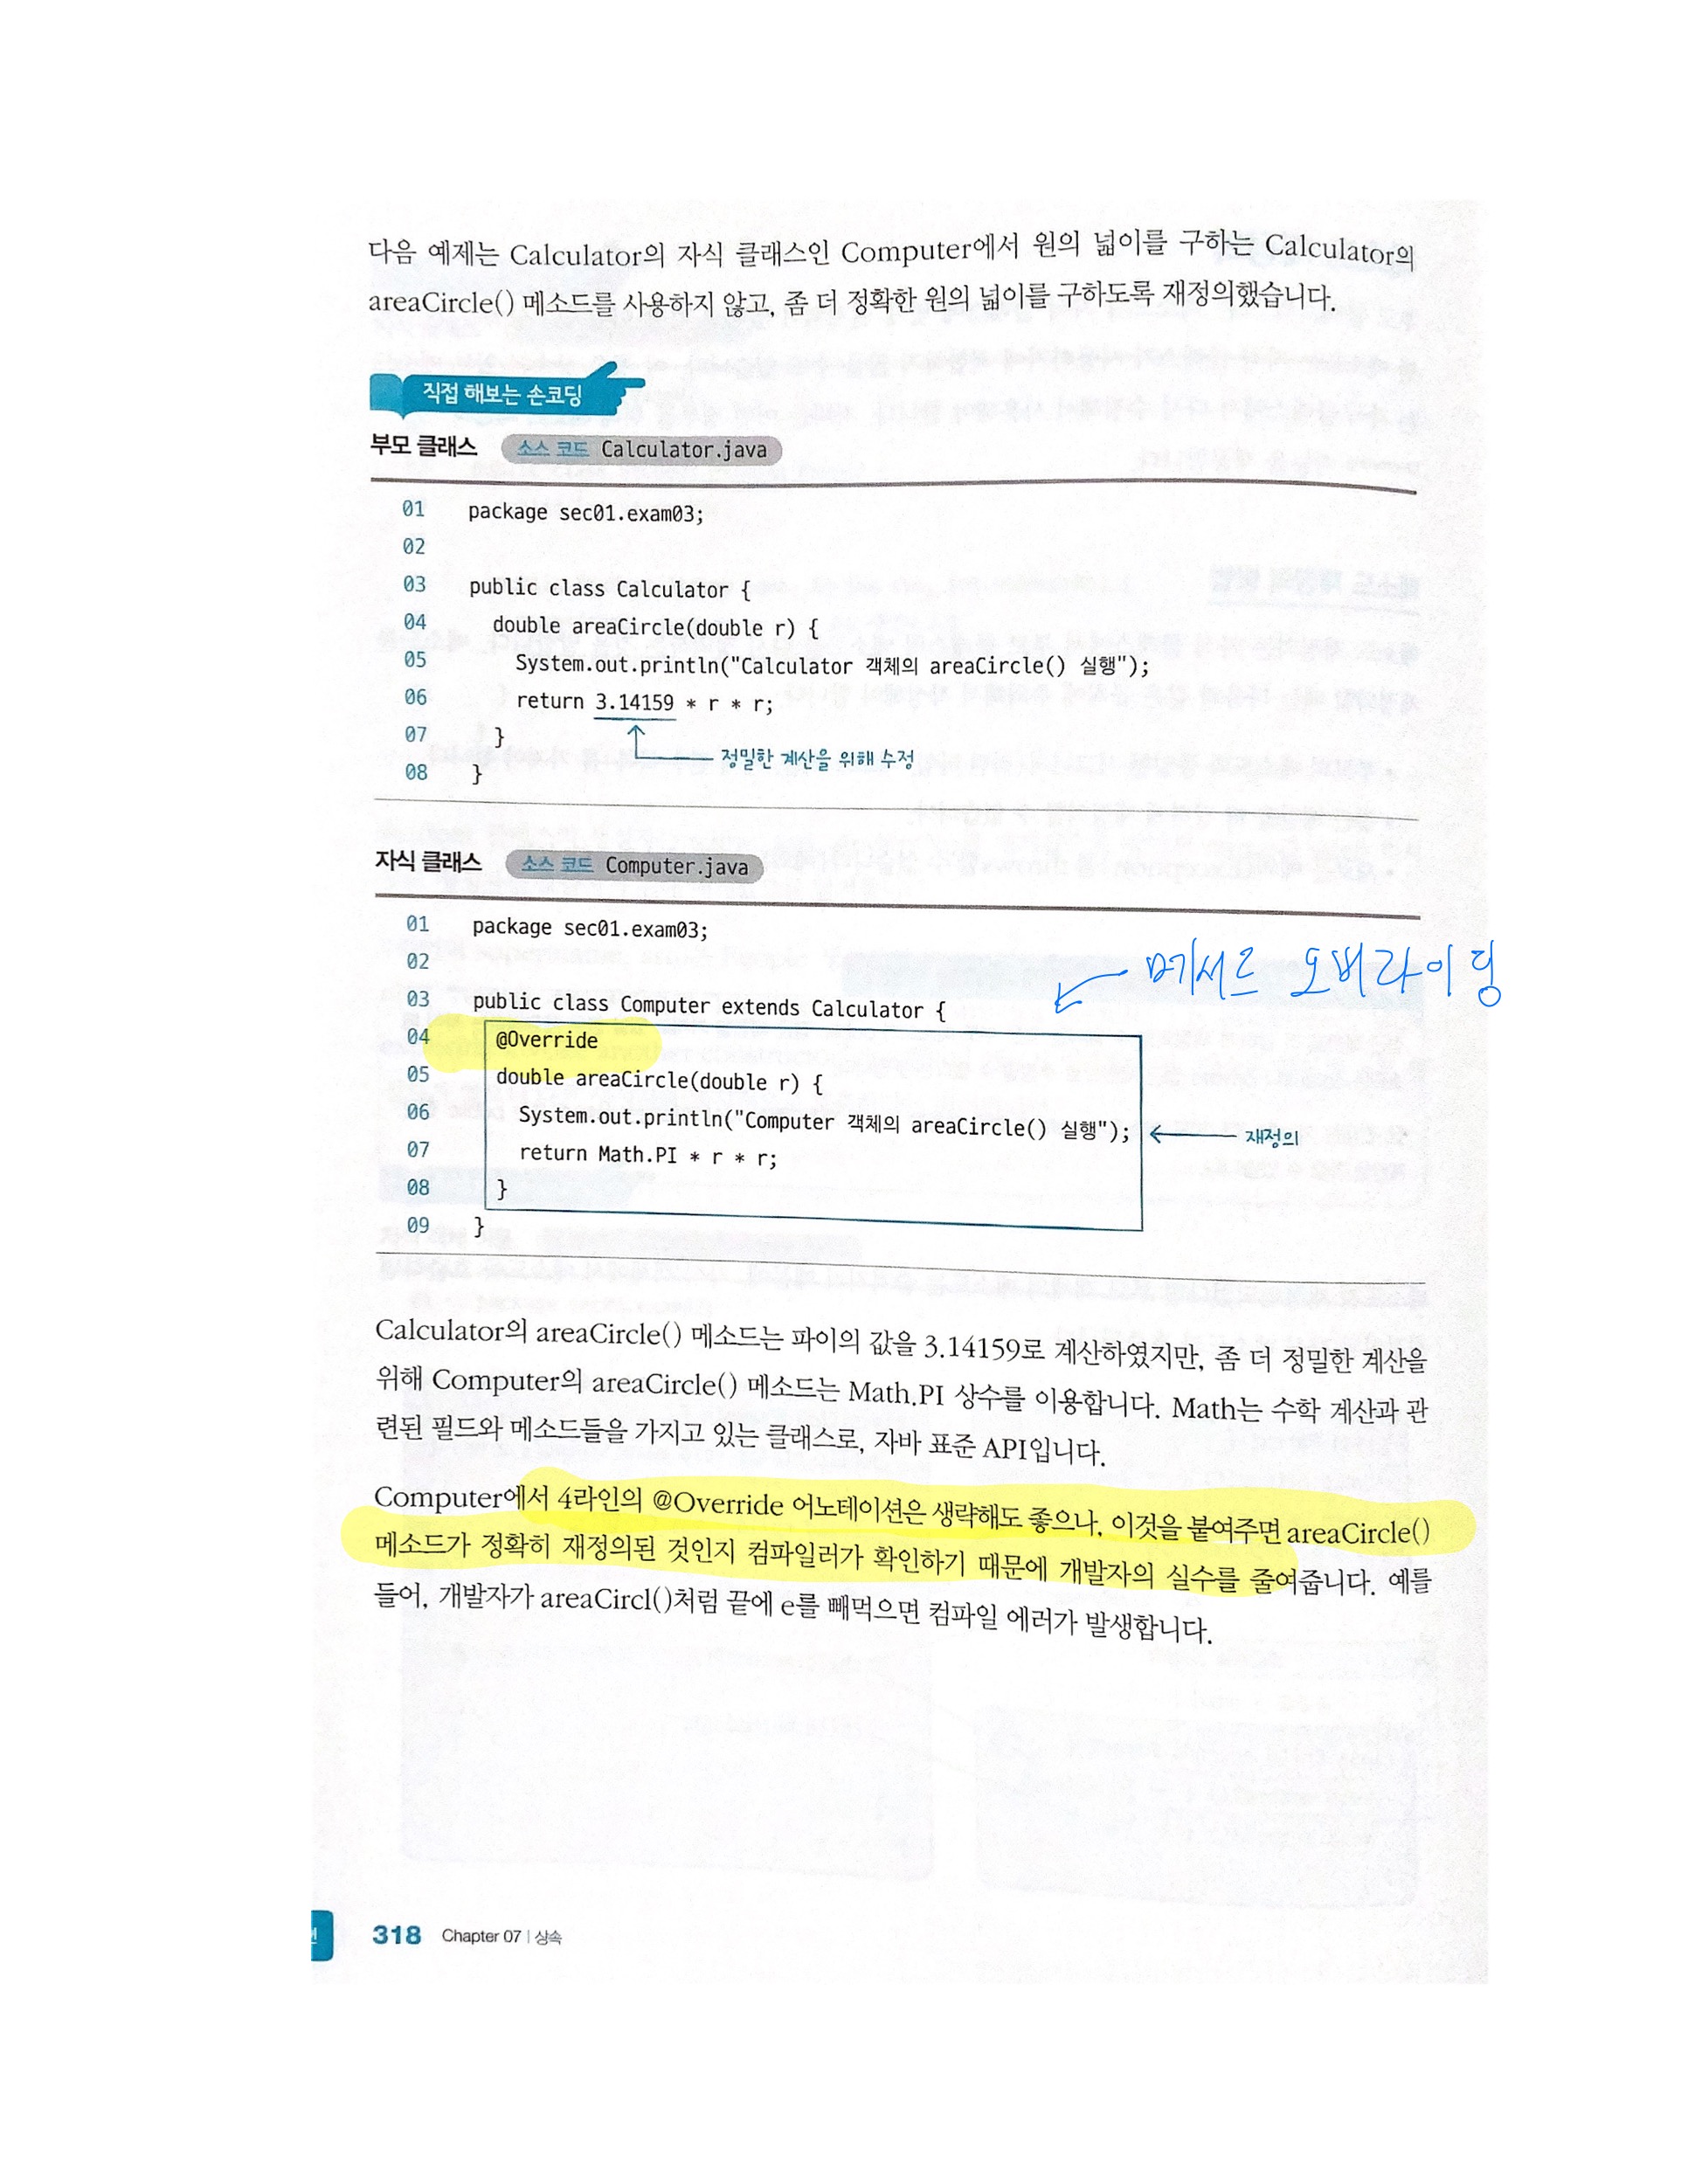 다음 예제는 Calculator의 자식 클래스인 Computer에서 원의 넓이를 구하는 Calculator의
areaCircle() 메소드를 사용하지 않고, 좀 더 정확한 원의 넓이를 구하도록 재정의했습니다.
직접 해보는 손코딩
부모 클래스 소스 코드 Calculator.java
01 package sec01.exam03;
02
03 public class Calculator {
04 double areaCircle(double r) {
05 System.out.println("Calculator 객체의 areaCircle() 실행");
06 return 3.14159 * r * r;
07 }
정밀한 계산을 위해 수정
08 }
자식 클래스 소스 코드 Computer.java
01 package sec01.exam03;
02
메서드 오버라이딩
03 public class Computer extends Calculator {
04 @Override
05 double areaCircle(double r) {
06 System.out.println("Computer 객체의 areaCircle() 실행");
재정의
07 return Math.PI * r * r;
08 }
09 }
Calculator의 areaCircle() 메소드는 파이의 값을 3.14159로 계산하였지만, 좀 더 정밀한 계산을
위해 Computer의 areaCircle() 메소드는 Math.PI 상수를 이용합니다. Math는 수학 계산과 관
련된 필드와 메소드들을 가지고 있는 클래스로, 자바 표준 API입니다.
Computer에서 4라인의 @Override 어노테이션은 생략해도 좋으나, 이것을 붙여주면 areaCircle()
메소드가 정확히 재정의된 것인지 컴파일러가 확인하기 때문에 개발자의 실수를 줄여줍니다. 예를
들어, 개발자가 areaCircl()처럼 끝에 e를 빼먹으면 컴파일 에러가 발생합니다.
318 Chapter 07 | 상속